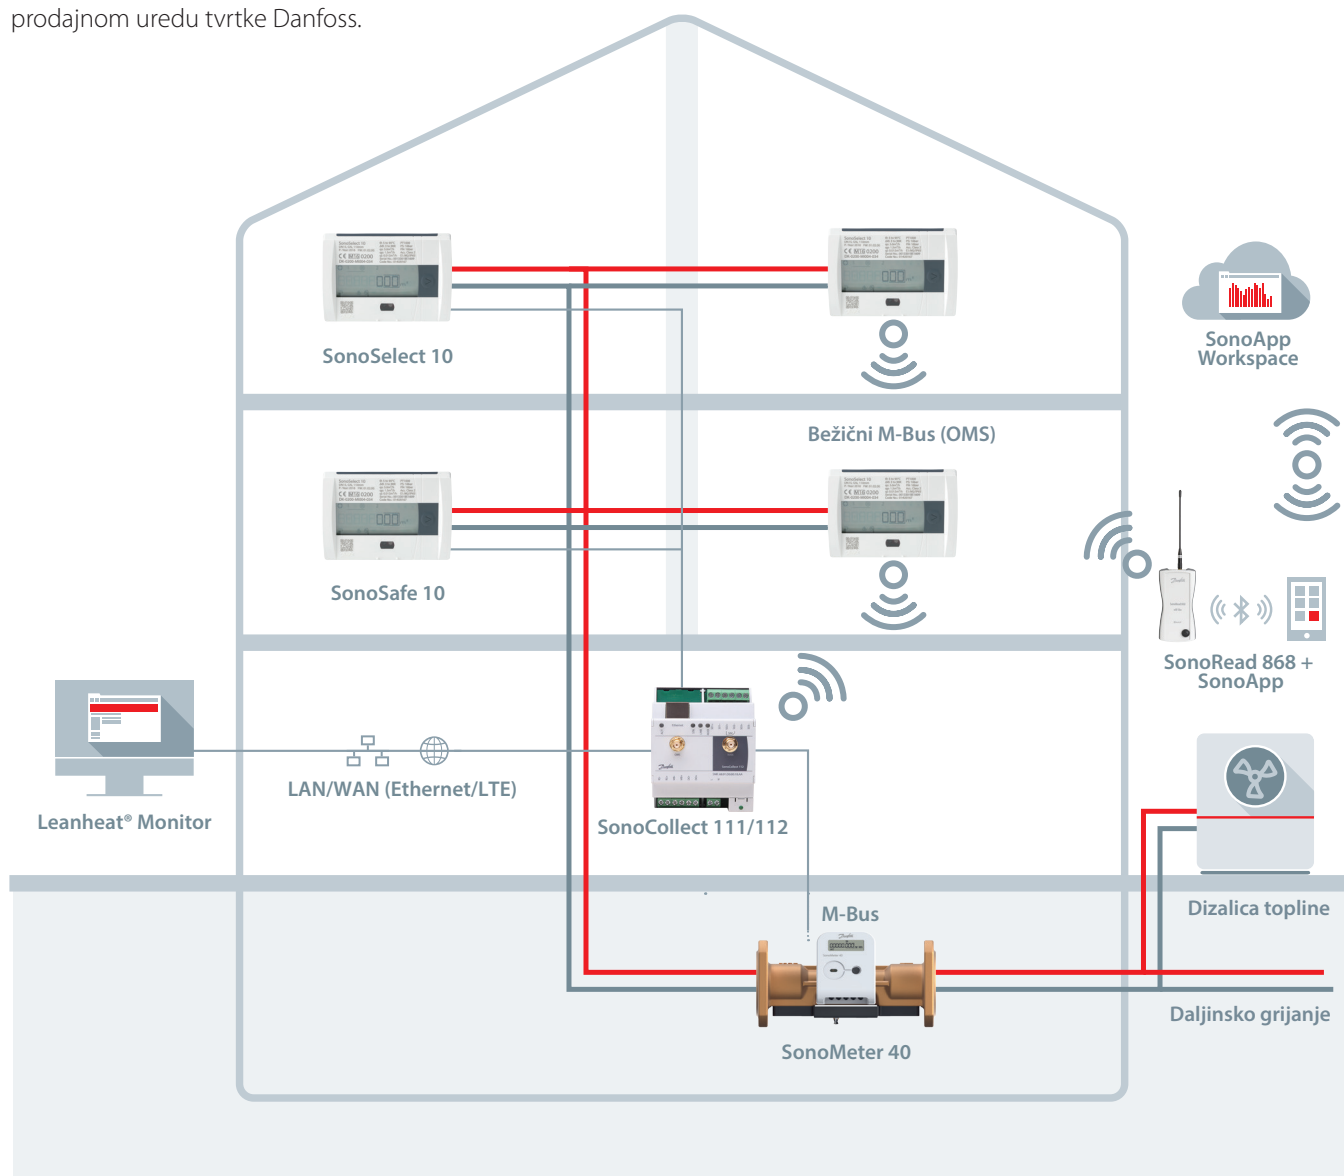 prodajnom uredu tvrtke Danfoss.
SonoSelect 10
SonoApp
Workspace
Bežični M-Bus (OMS)
SonoSafe 10
SonoRead 868 +
SonoApp
LAN/WAN (Ethernet/LTE)
Leanheat® Monitor
SonoCollect 111/112
Dizalica topline
M-Bus
Daljinsko grijanje
SonoMeter 40